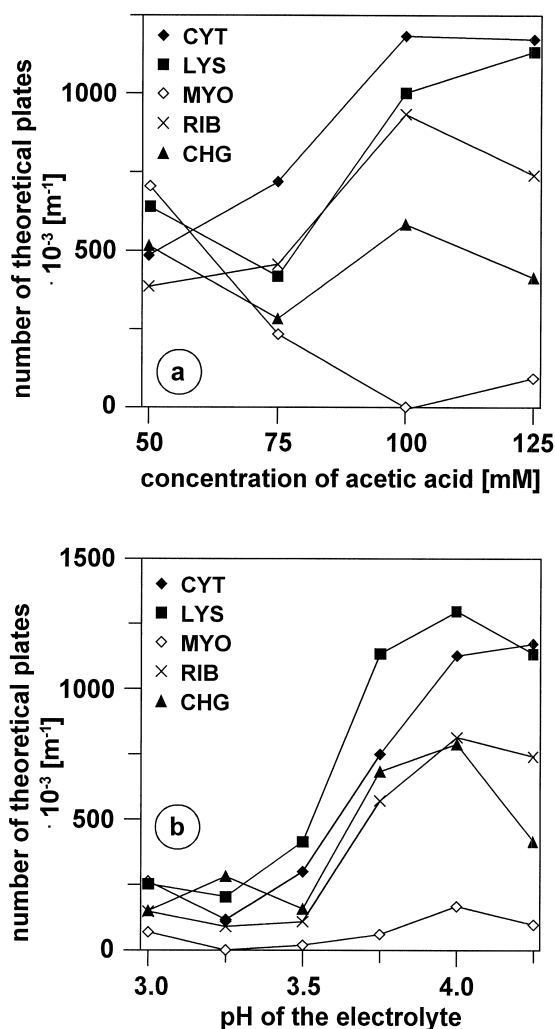 CYT
LYS
MYO
RIB
CHG
1000
500
0
number of theoretical plates
· 10⁻³ [m⁻¹]
a
50 75 100 125
concentration of acetic acid [mM]
1500
CYT
LYS
MYO
RIB
CHG
1000
500
0
number of theoretical plates
· 10⁻³ [m⁻¹]
b
3.0 3.5 4.0
pH of the electrolyte